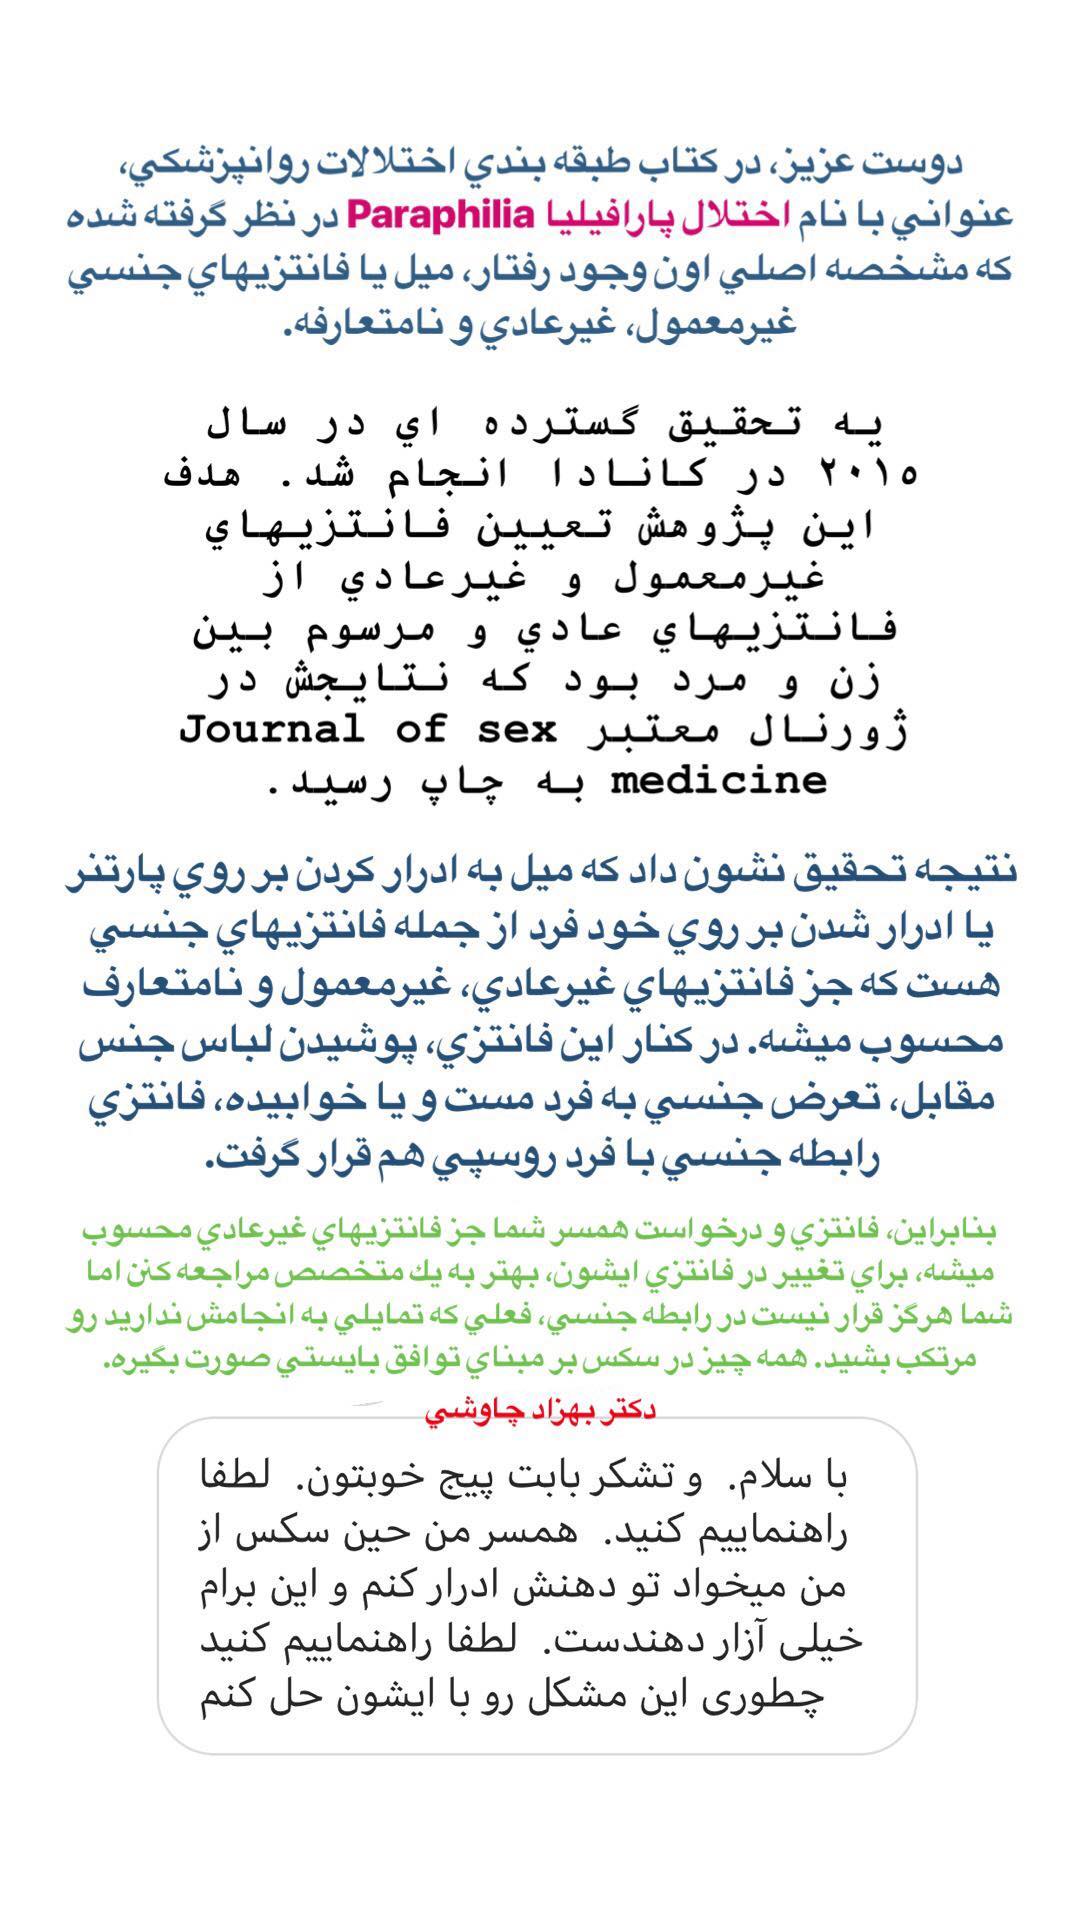 دوست عزيز، در كتاب طبقه بندي اختلالات روانپزشكي،
عنواني با نام اختلال پارافيليا Paraphilia در نظر گرفته شده
كه مشخصه اصلي اون وجود رفتار، ميل يا فانتزيهاي جنسي
غيرمعمول، غيرعادي و نامتعارفه.
يه تحقيق گسترده اي در سال
٢٠١٥ در كانادا انجام شد. هدف
اين پژوهش تعيين فانتزيهاي
غيرمعمول و غيرعادي از
فانتزيهاي عادي و مرسوم بين
زن و مرد بود كه نتايجش در
ژورنال معتبر Journal of sex
medicine به چاپ رسيد.
نتيجه تحقيق نشون داد كه ميل به ادرار كردن بر روي پارتنر
يا ادرار شدن بر روي خود فرد از جمله فانتزيهاي جنسي
هست كه جز فانتزيهاي غيرعادي، غيرمعمول و نامتعارف
محسوب ميشه. در كنار اين فانتزي، پوشيدن لباس جنس
مقابل، تعرض جنسي به فرد مست و يا خوابيده، فانتزي
رابطه جنسي با فرد روسپي هم قرار گرفت.
بنابراين، فانتزي و درخواست همسر شما جز فانتزيهاي غيرعادي محسوب
ميشه، براي تغيير در فانتزي ايشون، بهتر به يك متخصص مراجعه كنن اما
شما هرگز قرار نيست در رابطه جنسي، فعلي كه تمايلي به انجامش نداريد رو
مرتكب بشيد. همه چيز در سكس بر مبناي توافق بايستي صورت بگيره.
دكتر بهزاد چاوشي
با سلام. و تشکر بابت پیج خوبتون. لطفا
راهنماییم کنید. همسر من حین سکس از
من میخواد تو دهنش ادرار کنم و این برام
خیلی آزار دهندست. لطفا راهنماییم کنید
چطوری این مشکل رو با ایشون حل کنم